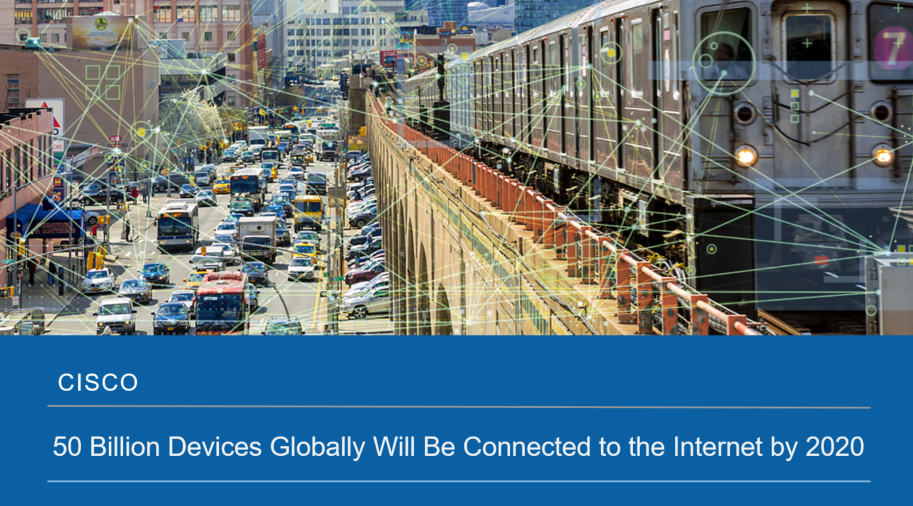 7
CISCO
50 Billion Devices Globally Will Be Connected to the Internet by 2020